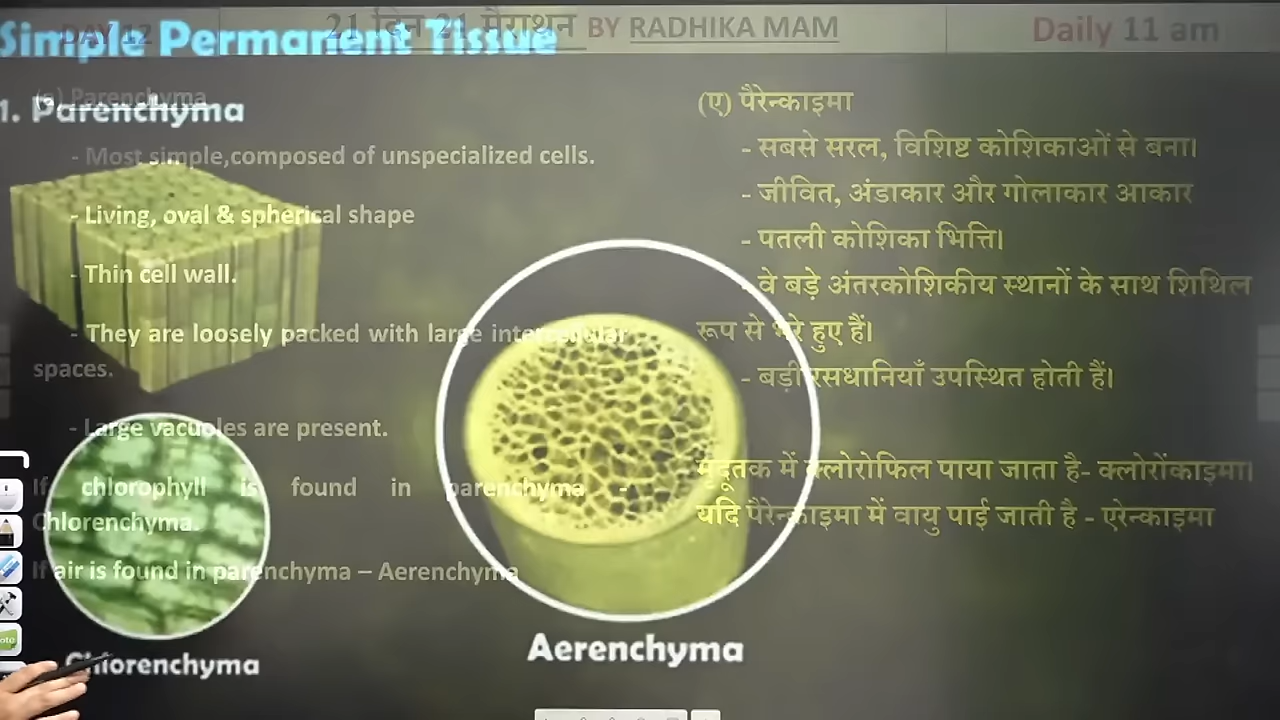 DAY 12
21 दिन 21 मैराथन BY RADHIKA MAM
Daily 11 am
Simple Permanent Tissue
(a) Parenchyma
1. Parenchyma
- Most simple,composed of unspecialized cells.
- Living, oval & spherical shape
- Thin cell wall.
- They are loosely packed with large intercellular
spaces.
- Large vacuoles are present.
If chlorophyll is found in parenchyma -
Chlorenchyma.
If air is found in parenchyma – Aerenchyma
Chlorenchyma
Aerenchyma
(ए) पैरेन्काइमा
- सबसे सरल, विशिष्ट कोशिकाओं से बना।
- जीवित, अंडाकार और गोलाकार आकार
- पतली कोशिका भित्ति।
- वे बड़े अंतरकोशिकीय स्थानों के साथ शिथिल
रूप से भरे हुए हैं।
- बड़ी रसधानियाँ उपस्थित होती हैं।
मृदूतक में क्लोरोफिल पाया जाता है- क्लोरोंकाइमा।
यदि पैरेन्काइमा में वायु पाई जाती है - एरेन्काइमा